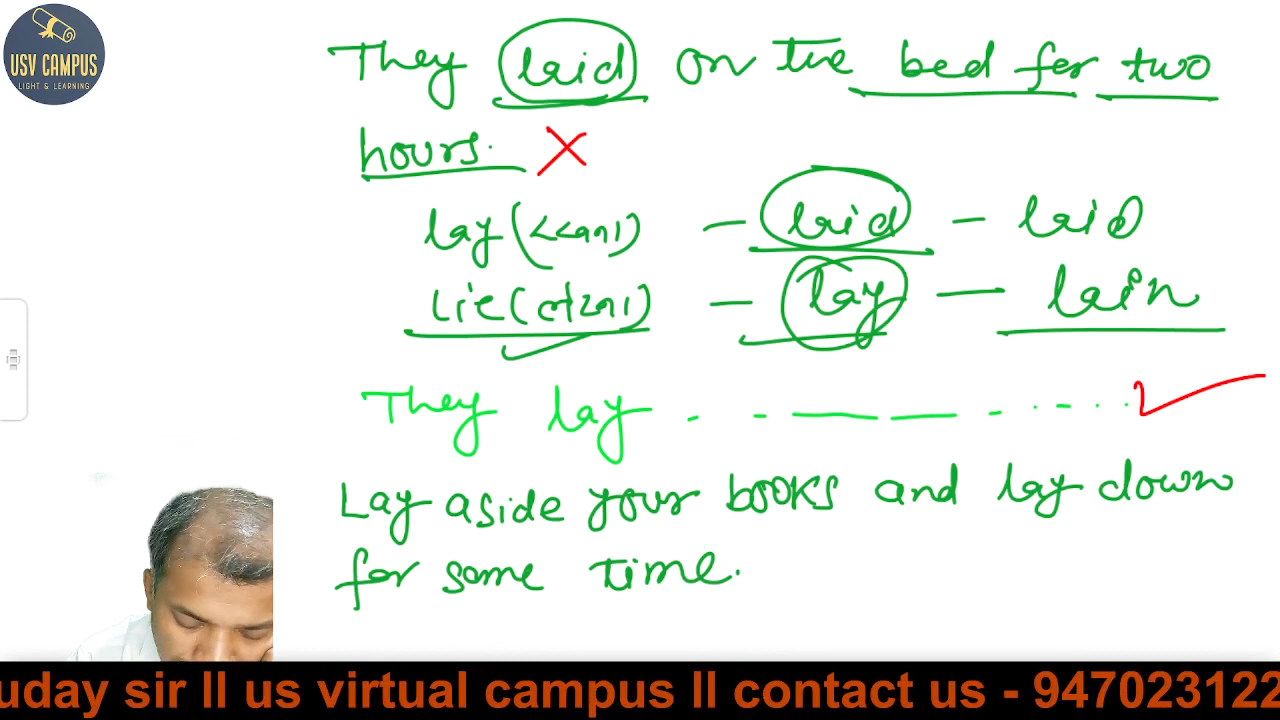 USV CAMPUS
LIGHT & LEARNING
They laid on the bed for two
hours.
lay (रखना) - laid - laid
lie (लेटना) - lay - lain
They lay
Lay aside your books and lay down
for some time.
uday sir ll us virtual campus ll contact us - 947023122